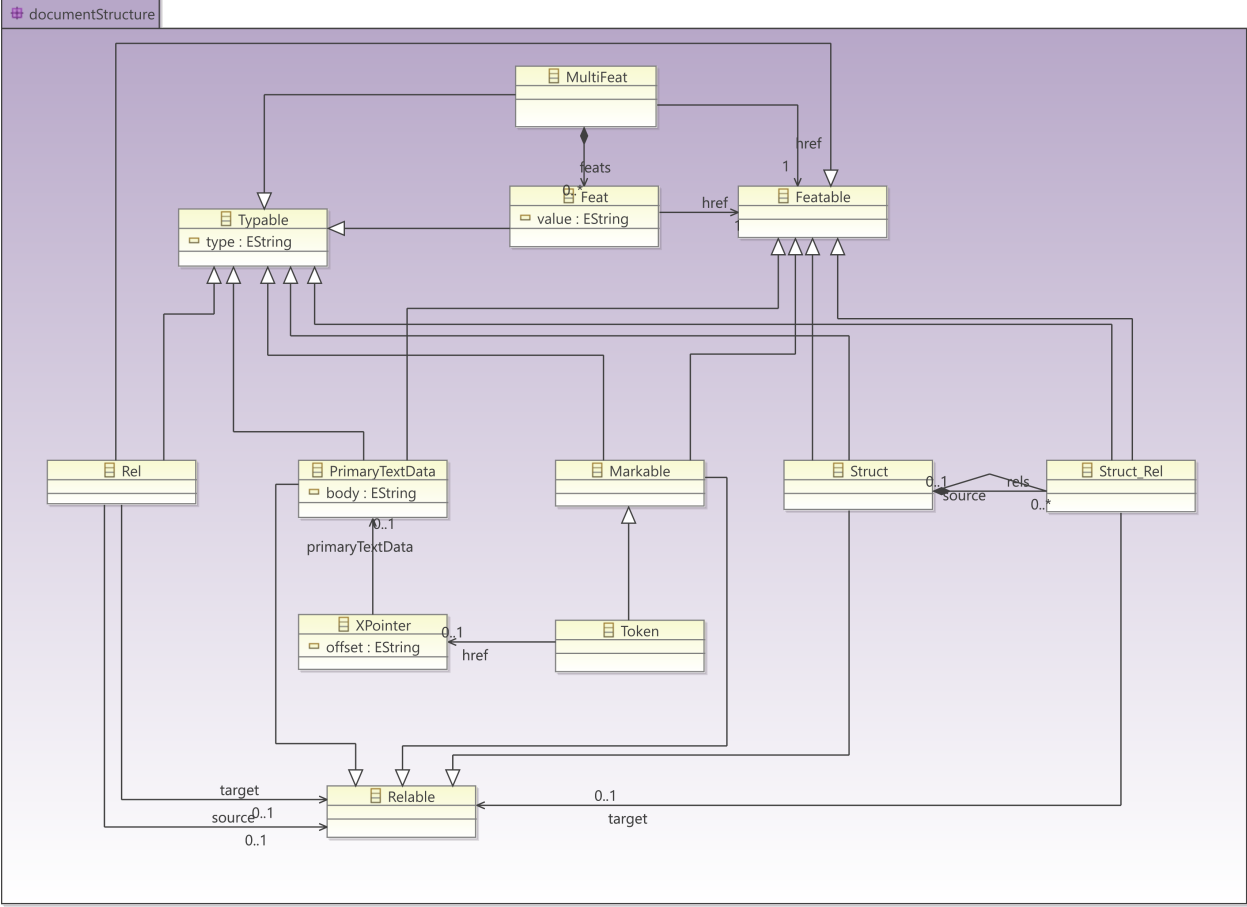 documentStructure
MultiFeat
href
1
feats
0..*
Feat
value : EString
href
1
Featable
Typable
type : EString
Rel
PrimaryTextData
body : EString
Markable
Struct
Struct_Rel
0..1
source
rels
0..*
0..1
primaryTextData
XPointer
offset : EString
0..1
href
Token
target
0..1
source
0..1
Relable
0..1
target